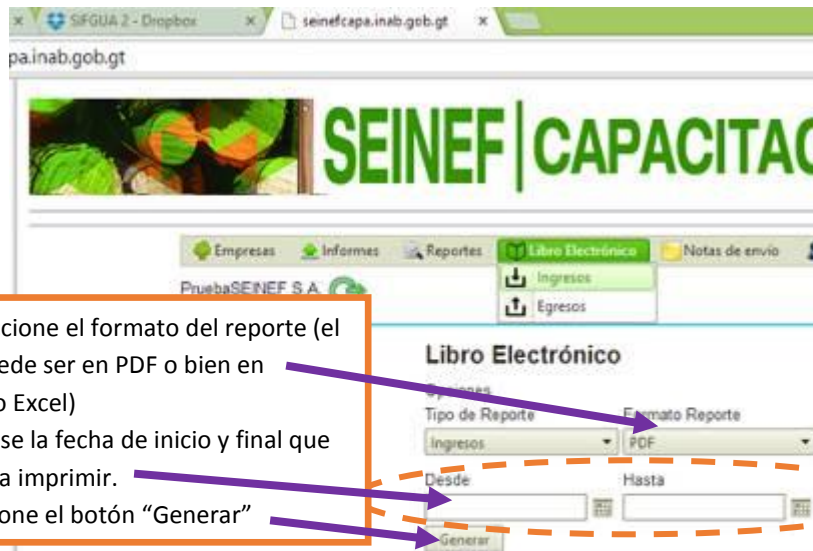 SIFGUA 2 - Dropbox
seinefcapa.inab.gob.gt
pa.inab.gob.gt
SEINEF | CAPACITAC
Empresas Informes Reportes Libro Electrónico Notas de envio
PruebaSEINEF S.A.
Ingresos
Egresos
cione el formato del reporte (el
ede ser en PDF o bien en
o Excel)
se la fecha de inicio y final que
a imprimir.
one el botón “Generar”
Libro Electrónico
Opciones
Tipo de Reporte Formato Reporte
Ingresos PDF
Desde Hasta
Generar